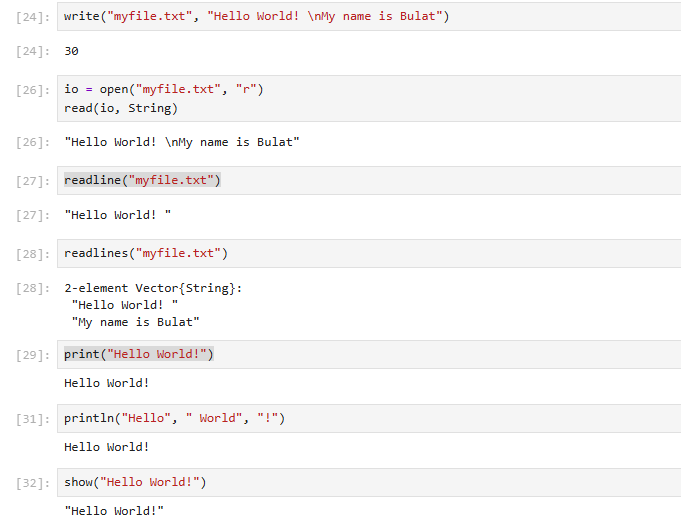 [24]: write("myfile.txt", "Hello World! \nMy name is Bulat")
[24]: 30
[26]: io = open("myfile.txt", "r")
read(io, String)
[26]: "Hello World! \nMy name is Bulat"
[27]: readline("myfile.txt")
[27]: "Hello World! "
[28]: readlines("myfile.txt")
[28]: 2-element Vector{String}:
 "Hello World! "
 "My name is Bulat"
[29]: print("Hello World!")
Hello World!
[31]: println("Hello", " World", "!")
Hello World!
[32]: show("Hello World!")
"Hello World!"